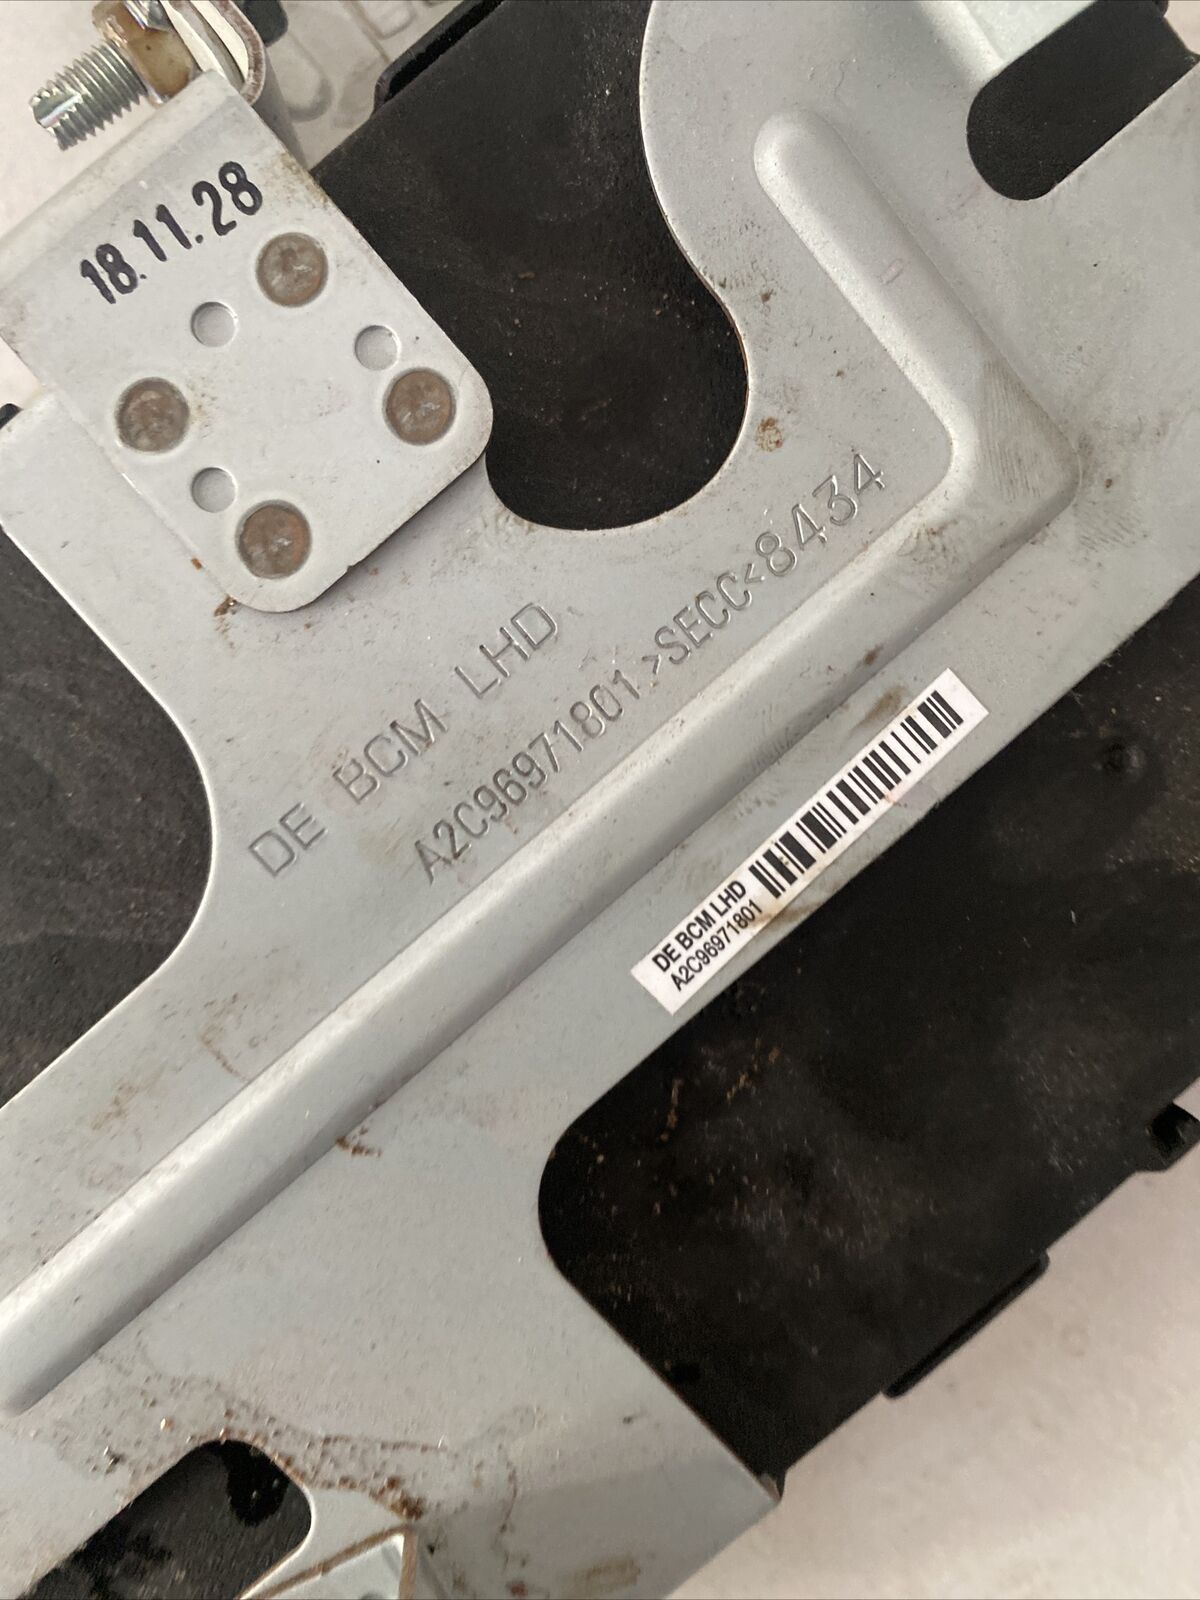 18.11.28
DE BCM LHD
A2C96971801 >SECC< 8434
DE BCM LHD
A2C96971801